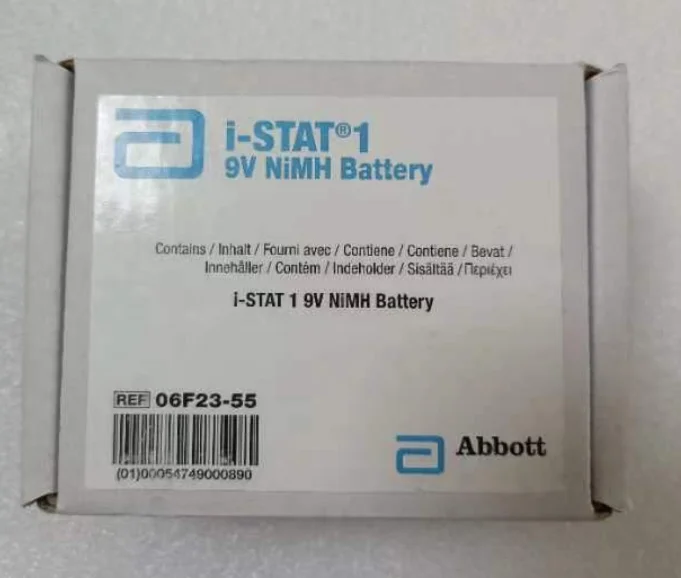 i-STAT®1
9V NiMH Battery
Contains / Inhalt / Fourni avec / Contiene / Contiene / Bevat /
Innehåller / Contém / Indeholder / Sisältää / Περιέχει
i-STAT 1 9V NiMH Battery
REF 06F23-55
(01)00054749000890
Abbott